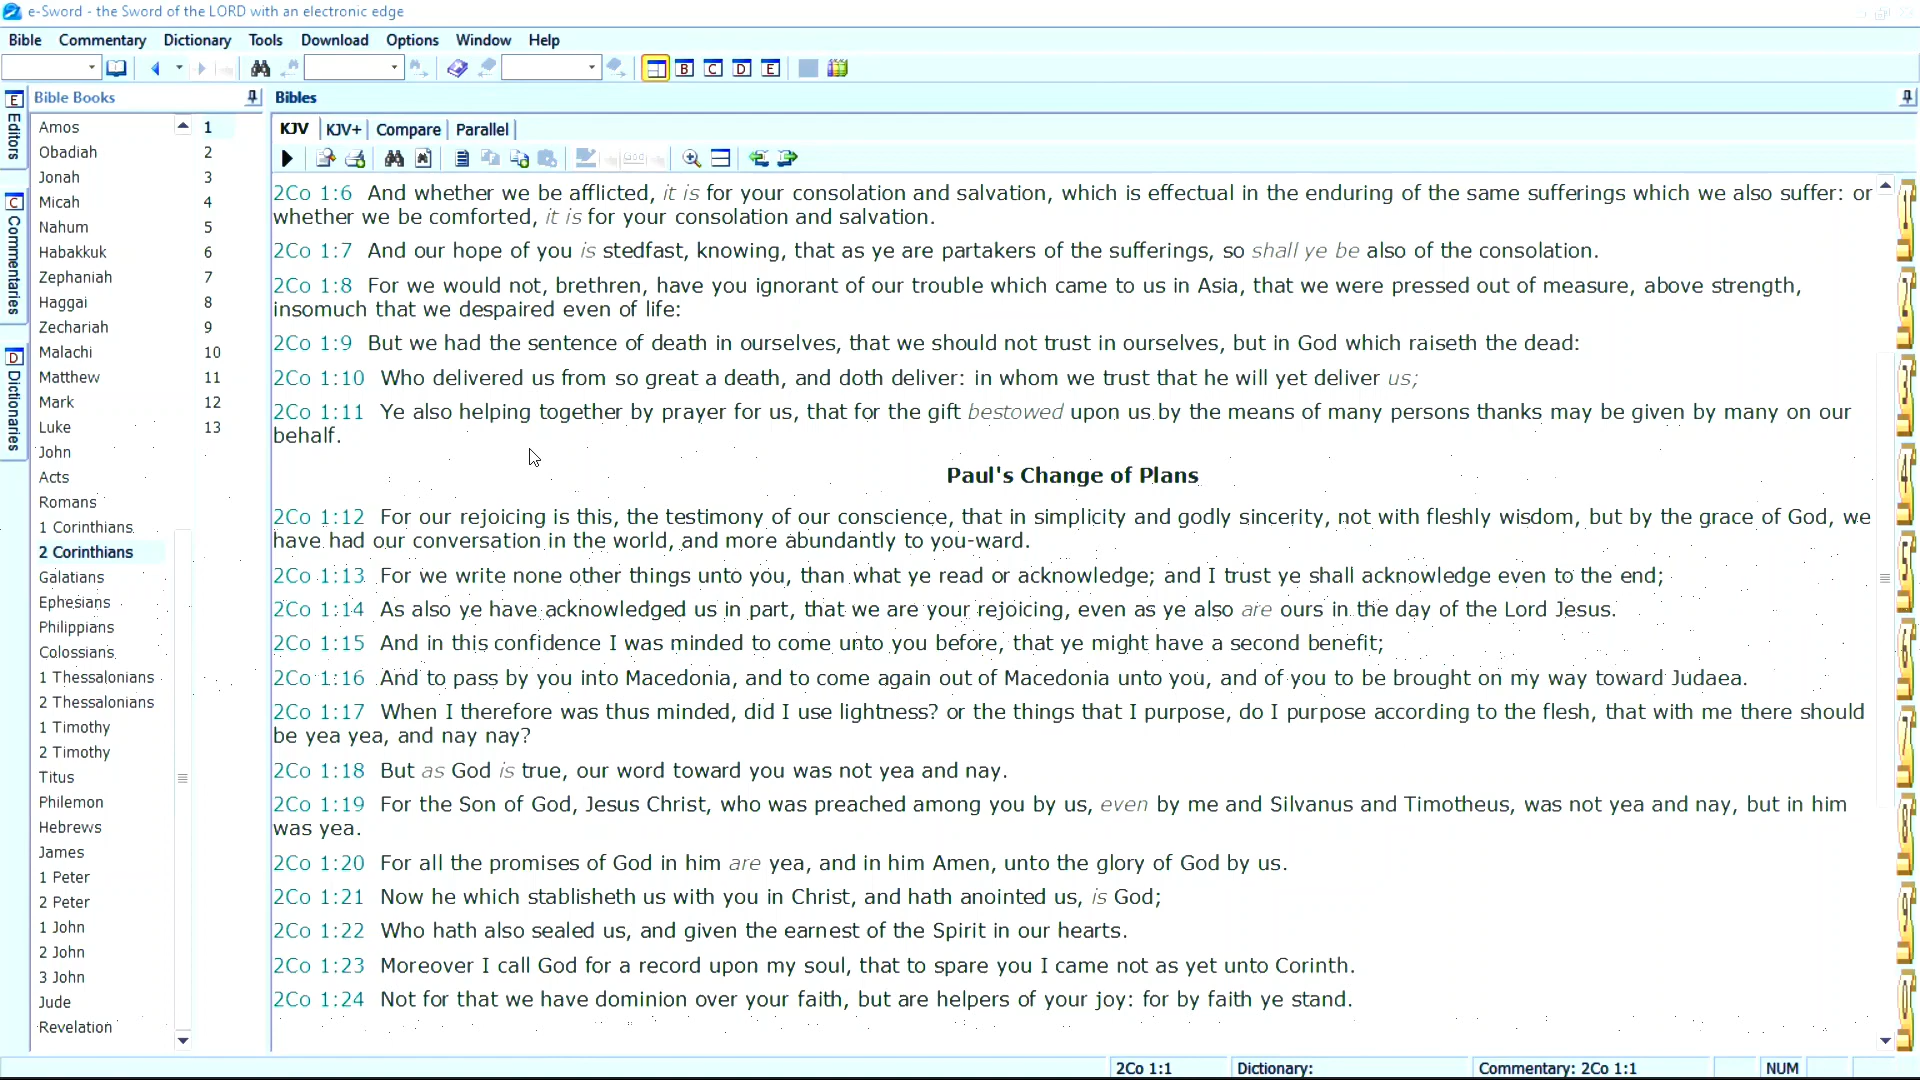 e-Sword - the Sword of the LORD with an electronic edge
Bible Commentary Dictionary Tools Download Options Window Help
B C D E
E Editors
C Commentaries
D Dictionaries
Bible Books
Amos 1
Obadiah 2
Jonah 3
Micah 4
Nahum 5
Habakkuk 6
Zephaniah 7
Haggai 8
Zechariah 9
Malachi 10
Matthew 11
Mark 12
Luke 13
John
Acts
Romans
1 Corinthians
2 Corinthians
Galatians
Ephesians
Philippians
Colossians
1 Thessalonians
2 Thessalonians
1 Timothy
2 Timothy
Titus
Philemon
Hebrews
James
1 Peter
2 Peter
1 John
2 John
3 John
Jude
Revelation
Bibles
KJV KJV+ Compare Parallel
2Co 1:6 And whether we be afflicted, it is for your consolation and salvation, which is effectual in the enduring of the same sufferings which we also suffer: or
whether we be comforted, it is for your consolation and salvation.
2Co 1:7 And our hope of you is stedfast, knowing, that as ye are partakers of the sufferings, so shall ye be also of the consolation.
2Co 1:8 For we would not, brethren, have you ignorant of our trouble which came to us in Asia, that we were pressed out of measure, above strength,
insomuch that we despaired even of life:
2Co 1:9 But we had the sentence of death in ourselves, that we should not trust in ourselves, but in God which raiseth the dead:
2Co 1:10 Who delivered us from so great a death, and doth deliver: in whom we trust that he will yet deliver us;
2Co 1:11 Ye also helping together by prayer for us, that for the gift bestowed upon us by the means of many persons thanks may be given by many on our
behalf.
Paul's Change of Plans
2Co 1:12 For our rejoicing is this, the testimony of our conscience, that in simplicity and godly sincerity, not with fleshly wisdom, but by the grace of God, we
have had our conversation in the world, and more abundantly to you-ward.
2Co 1:13 For we write none other things unto you, than what ye read or acknowledge; and I trust ye shall acknowledge even to the end;
2Co 1:14 As also ye have acknowledged us in part, that we are your rejoicing, even as ye also are ours in the day of the Lord Jesus.
2Co 1:15 And in this confidence I was minded to come unto you before, that ye might have a second benefit;
2Co 1:16 And to pass by you into Macedonia, and to come again out of Macedonia unto you, and of you to be brought on my way toward Judaea.
2Co 1:17 When I therefore was thus minded, did I use lightness? or the things that I purpose, do I purpose according to the flesh, that with me there should
be yea yea, and nay nay?
2Co 1:18 But as God is true, our word toward you was not yea and nay.
2Co 1:19 For the Son of God, Jesus Christ, who was preached among you by us, even by me and Silvanus and Timotheus, was not yea and nay, but in him
was yea.
2Co 1:20 For all the promises of God in him are yea, and in him Amen, unto the glory of God by us.
2Co 1:21 Now he which stablisheth us with you in Christ, and hath anointed us, is God;
2Co 1:22 Who hath also sealed us, and given the earnest of the Spirit in our hearts.
2Co 1:23 Moreover I call God for a record upon my soul, that to spare you I came not as yet unto Corinth.
2Co 1:24 Not for that we have dominion over your faith, but are helpers of your joy: for by faith ye stand.
1
2
3
4
5
6
7
8
9
0
2Co 1:1 Dictionary: Commentary: 2Co 1:1 NUM